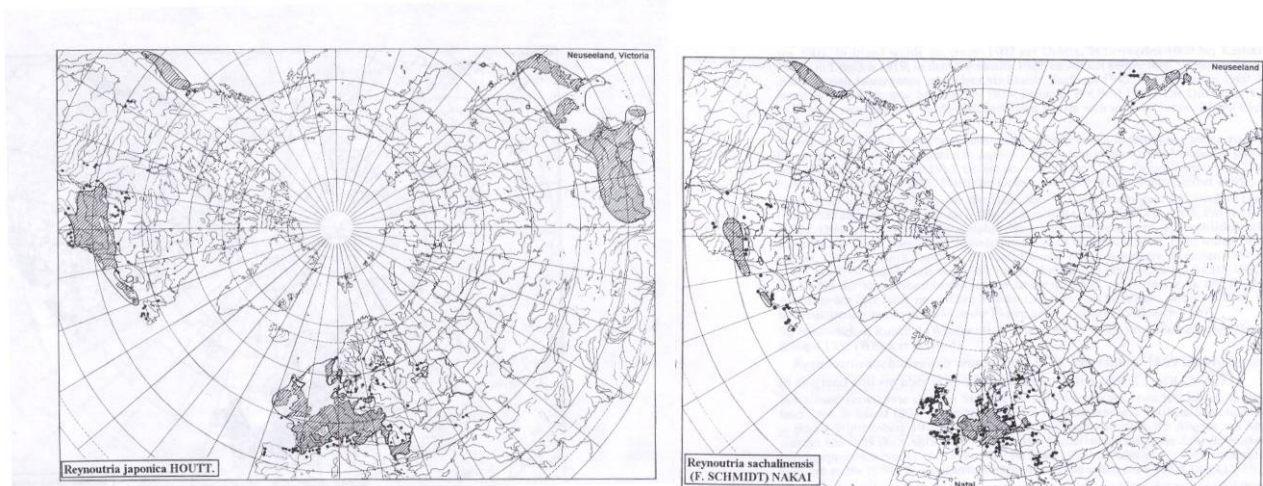 Neuseeland, Victoria
Reynoutria japonica HOUTT.
Neuseeland
Reynoutria sachalinensis
(F. SCHMIDT) NAKAI
Natal